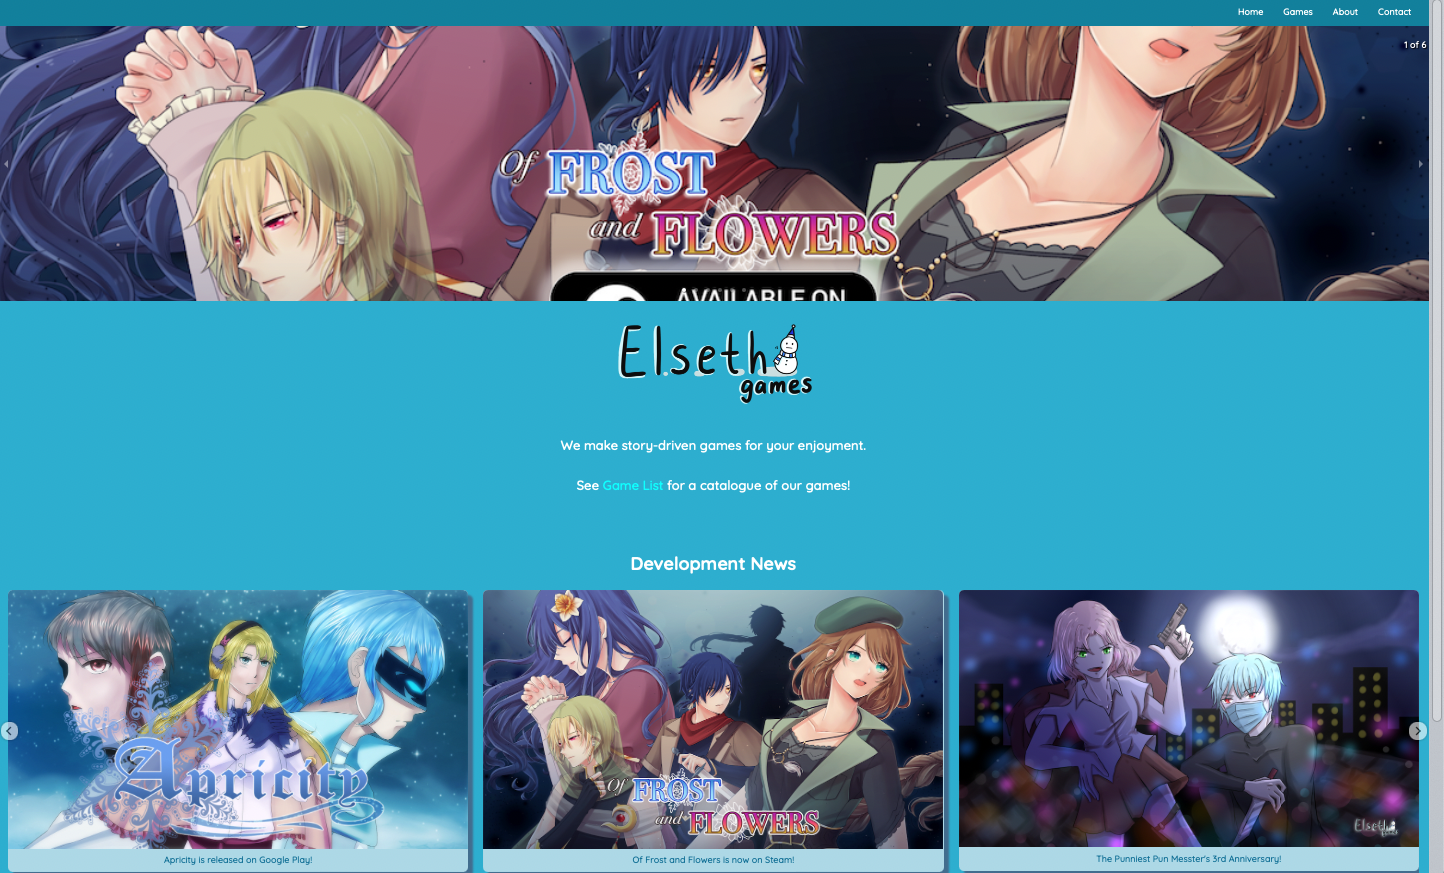 Home Games About Contact
1 of 6
Of FROST
and FLOWERS
AVAILABLE ON
Elseth
games
We make story-driven games for your enjoyment.
See Game List for a catalogue of our games!
Development News
Apricity
Apricity is released on Google Play!
Of FROST
and FLOWERS
Of Frost and Flowers is now on Steam!
Elseth
The Punniest Pun Messter's 3rd Anniversary!